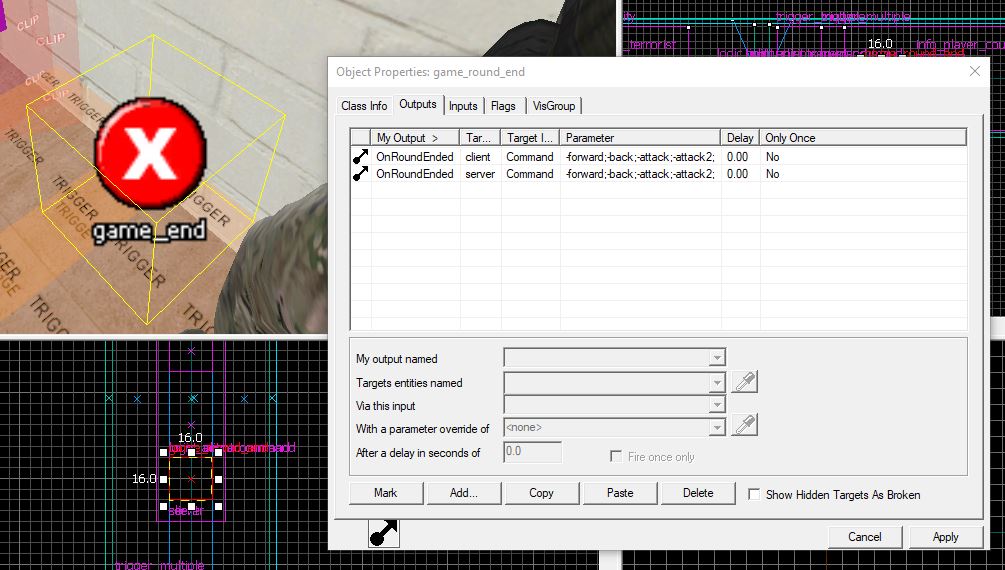 CLIP
CLIP
CLIP
TRIGGER
TRIGGER
TRIGGER
TRIGGER
TRIGGER
TRIGGER
game_end
trigger_multiple
_terrorist
16.0
info_player_cou
Object Properties: game_round_end
Class Info Outputs Inputs Flags VisGroup
My Output > Tar... Target I... Parameter Delay Only Once
OnRoundEnded client Command -forward;-back;-attack;-attack2; 0.00 No
OnRoundEnded server Command -forward;-back;-attack;-attack2; 0.00 No
My output named
Targets entities named
Via this input
With a parameter override of <none>
After a delay in seconds of 0.0 Fire once only
Mark Add... Copy Paste Delete Show Hidden Targets As Broken
Cancel Apply
16.0
16.0
trigger_multiple